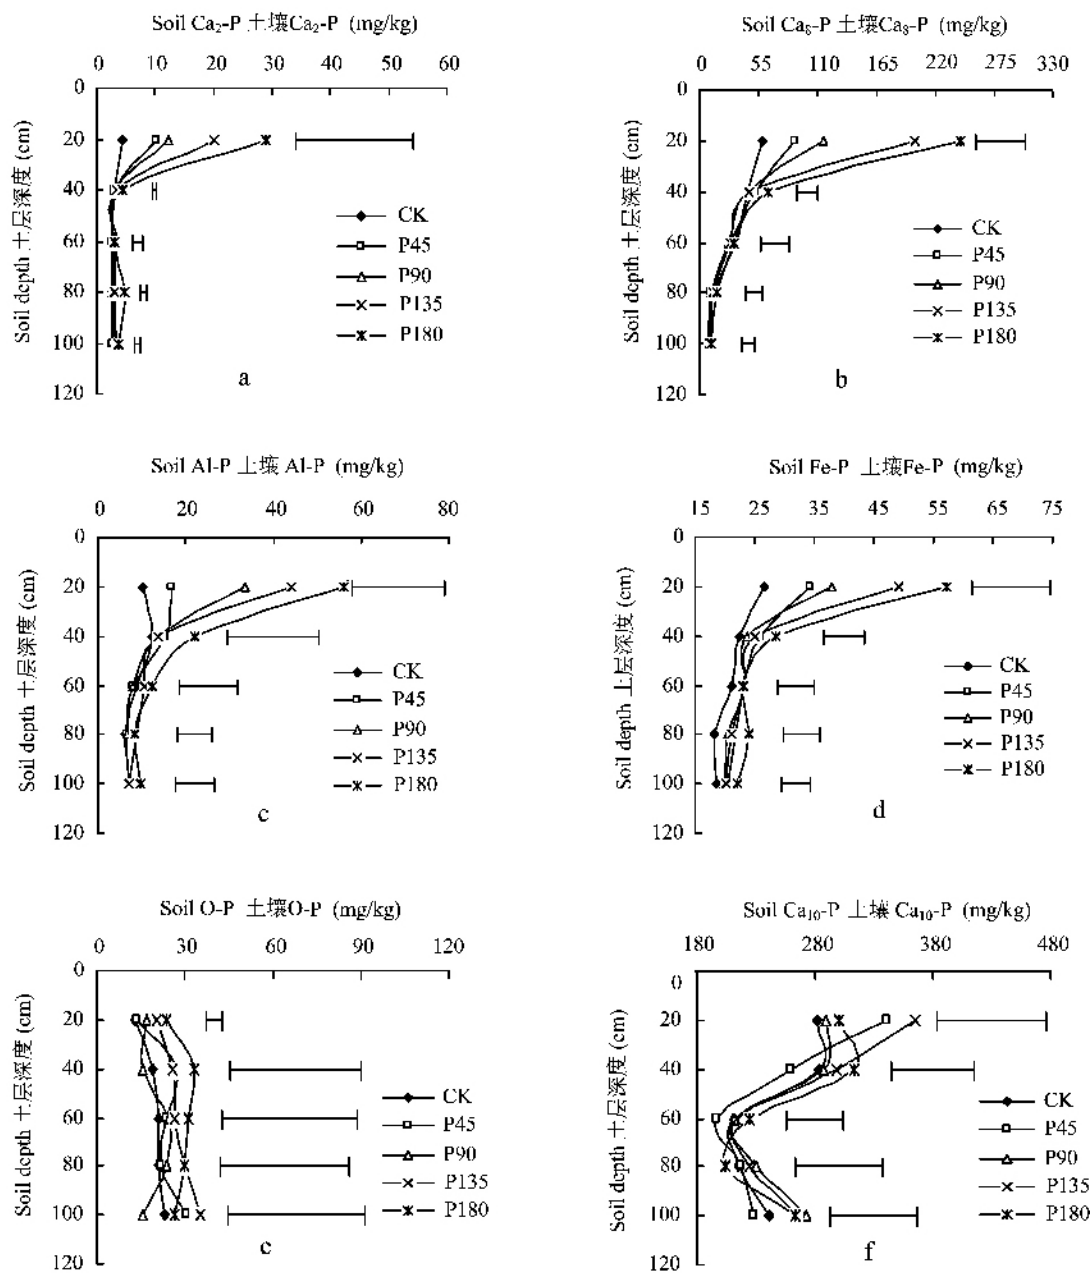 Soil Ca₂-P 土壤Ca₂-P (mg/kg)
0 10 20 30 40 50 60
0
20
40
60
80
100
120
Soil depth 土层深度 (cm)
CK
P45
P90
P135
P180
a
Soil Ca₈-P 土壤Ca₈-P (mg/kg)
0 55 110 165 220 275 330
0
20
40
60
80
100
120
Soil depth 土层深度 (cm)
CK
P45
P90
P135
P180
b
Soil Al-P 土壤 Al-P (mg/kg)
0 20 40 60 80
0
20
40
60
80
100
120
Soil depth 土层深度 (cm)
CK
P45
P90
P135
P180
c
Soil Fe-P 土壤Fe-P (mg/kg)
15 25 45 55 65 75
0
20
40
60
80
100
120
Soil depth 土层深度 (cm)
CK
P45
P90
P135
P180
d
Soil O-P 土壤O-P (mg/kg)
0 30 60 90 120
0
20
40
60
80
100
120
Soil depth 土层深度 (cm)
CK
P45
P90
P135
P180
e
Soil Ca₁₀-P 土壤 Ca₁₀-P (mg/kg)
180 280 380 480
0
20
40
60
80
100
120
Soil depth 土层深度 (cm)
CK
P45
P90
P135
P180
f